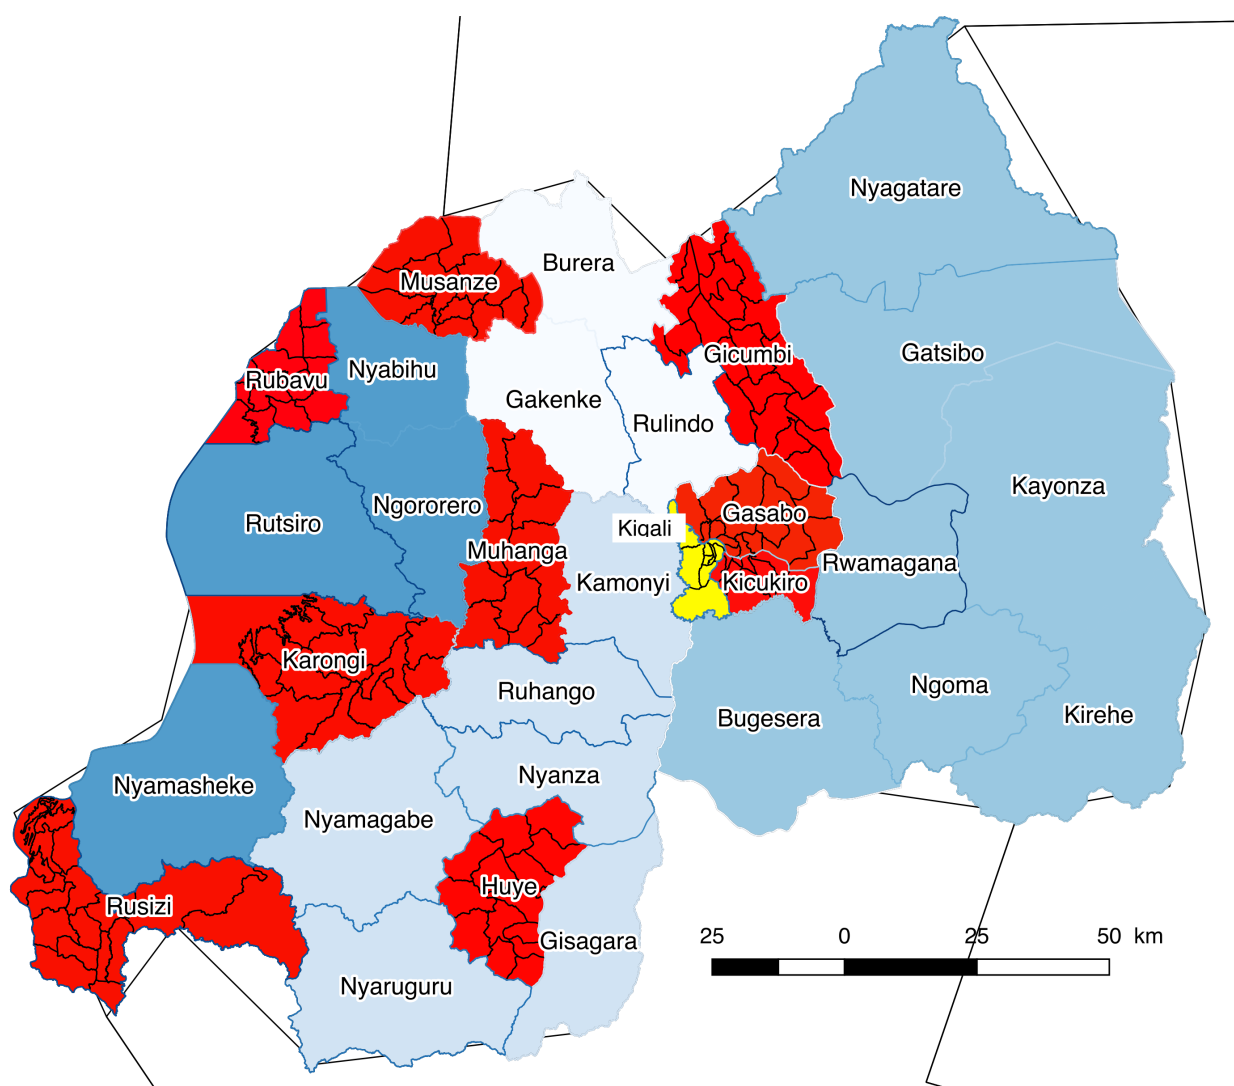 Nyagatare
Burera
Musanze
Gatsibo
Gicumbi
Nyabihu
Rubavu
Gakenke
Rulindo
Kayonza
Ngororero
Gasabo
Rutsiro
Kigali
Muhanga
Rwamagana
Kamonyi
Kicukiro
Karongi
Ngoma
Ruhango
Kirehe
Bugesera
Nyanza
Nyamasheke
Nyamagabe
Huye
Rusizi
25 0 25 50 km
Gisagara
Nyaruguru